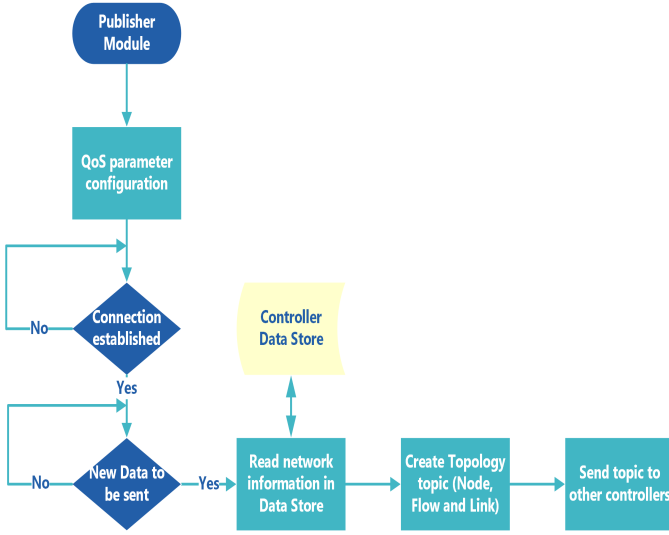 Publisher
Module
QoS parameter
configuration
Connection
established
No
Yes
Controller
Data Store
New Data to
be sent
No
Yes
Read network
information in
Data Store
Create Topology
topic (Node,
Flow and Link)
Send topic to
other controllers